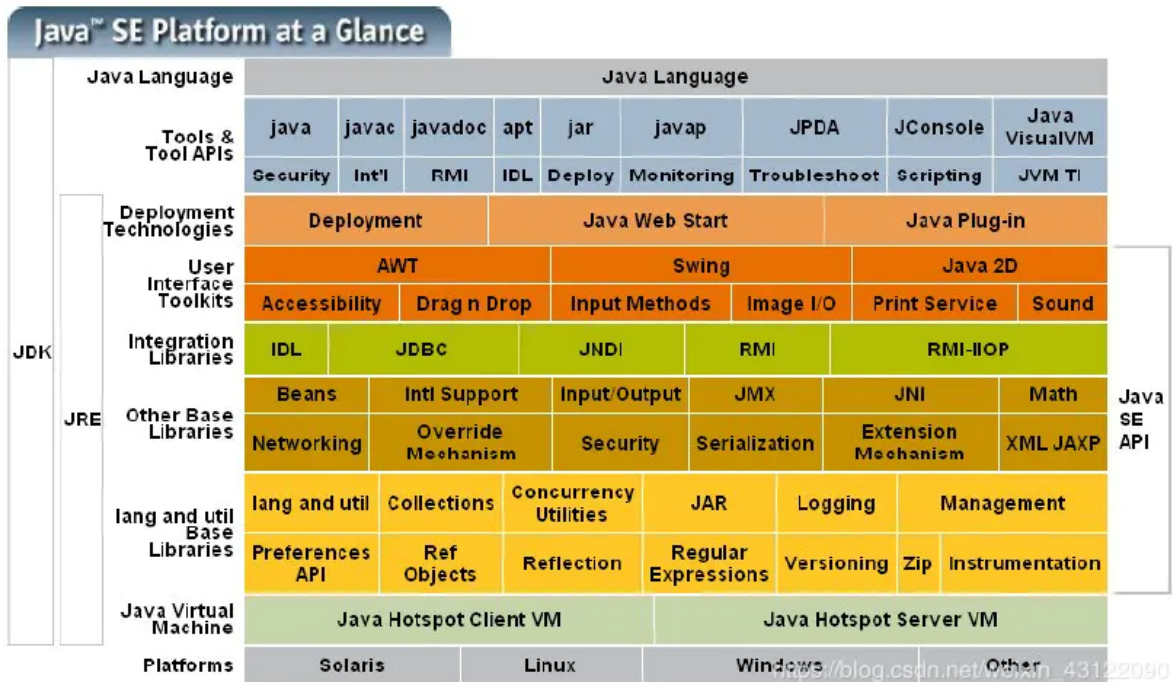 Java™ SE Platform at a Glance
Java Language
Java Language
Tools &
Tool APIs
java javac javadoc apt jar javap JPDA JConsole Java
VisualVM
Security Int'l RMI IDL Deploy Monitoring Troubleshoot Scripting JVM TI
Deployment
Technologies
Deployment Java Web Start Java Plug-in
User
Interface
Toolkits
AWT Swing Java 2D
Accessibility Drag n Drop Input Methods Image I/O Print Service Sound
Integration
Libraries
IDL JDBC JNDI RMI RMI-IIOP
JDK
JRE
Other Base
Libraries
Beans Intl Support Input/Output JMX JNI Math
Networking Override
Mechanism Security Serialization Extension
Mechanism XML JAXP
Java
SE
API
lang and util
Base
Libraries
lang and util Collections Concurrency
Utilities JAR Logging Management
Preferences
API Ref
Objects Reflection Regular
Expressions Versioning Zip Instrumentation
Java Virtual
Machine
Java Hotspot Client VM Java Hotspot Server VM
Platforms
Solaris Linux Windows Other
https://blog.csdn.net/weixin_43122090